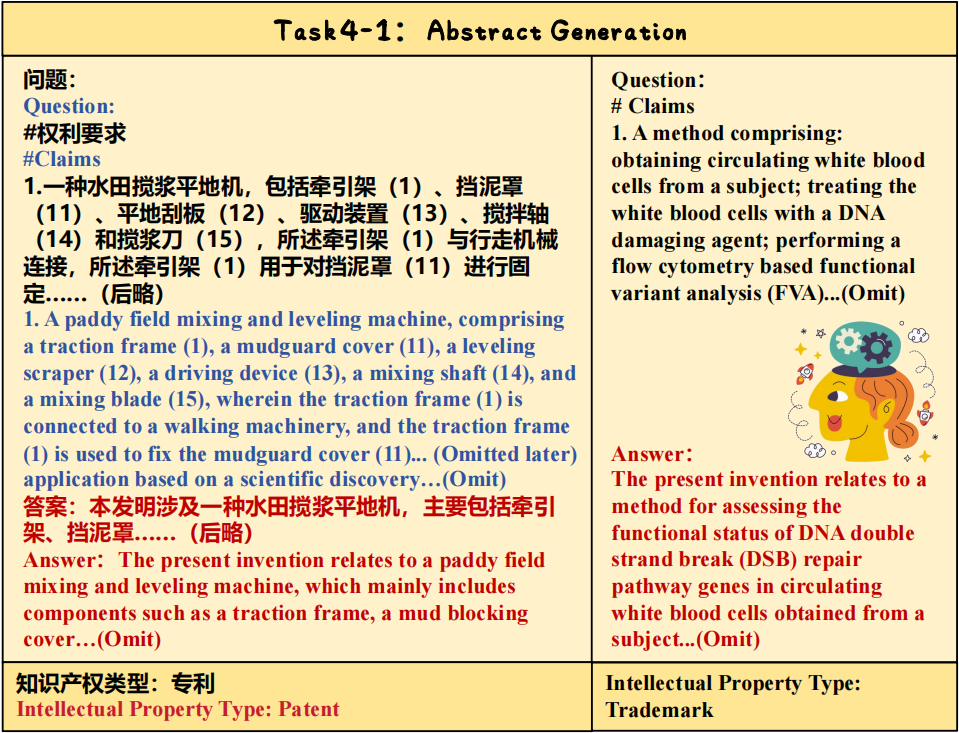 Task4-1：Abstract Generation
问题：
Question:
#权利要求
#Claims
1.一种水田搅浆平地机，包括牵引架（1）、挡泥罩
（11）、平地刮板（12）、驱动装置（13）、搅拌轴
（14）和搅浆刀（15），所述牵引架（1）与行走机械
连接，所述牵引架（1）用于对挡泥罩（11）进行固
定……（后略）
1. A paddy field mixing and leveling machine, comprising
a traction frame (1), a mudguard cover (11), a leveling
scraper (12), a driving device (13), a mixing shaft (14), and
a mixing blade (15), wherein the traction frame (1) is
connected to a walking machinery, and the traction frame
(1) is used to fix the mudguard cover (11)... (Omitted later)
application based on a scientific discovery…(Omit)
答案：本发明涉及一种水田搅浆平地机，主要包括牵引
架、挡泥罩……（后略）
Answer：The present invention relates to a paddy field
mixing and leveling machine, which mainly includes
components such as a traction frame, a mud blocking
cover…(Omit)
知识产权类型：专利
Intellectual Property Type: Patent
Question：
# Claims
1. A method comprising:
obtaining circulating white blood
cells from a subject; treating the
white blood cells with a DNA
damaging agent; performing a
flow cytometry based functional
variant analysis (FVA)...(Omit)
Answer：
The present invention relates to a
method for assessing the
functional status of DNA double
strand break (DSB) repair
pathway genes in circulating
white blood cells obtained from a
subject...(Omit)
Intellectual Property Type:
Trademark